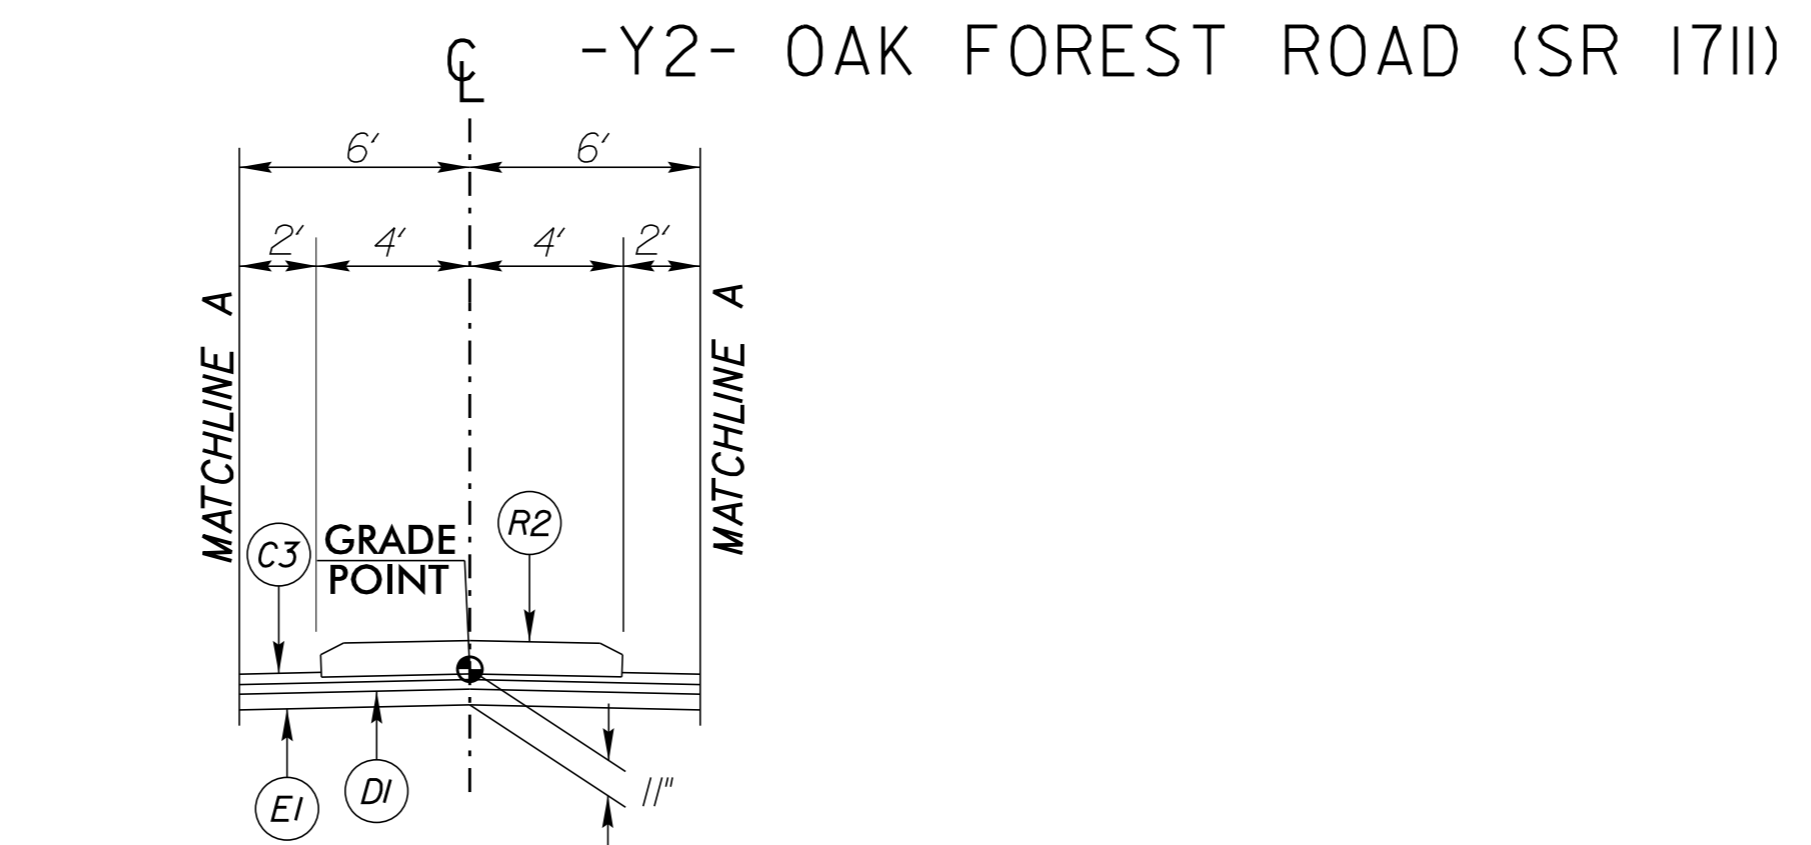 ℄ -Y2- OAK FOREST ROAD (SR 1711)
6' 6'
2' 4' 4' 2'
MATCHLINE A
MATCHLINE A
C3
GRADE
POINT
R2
E1
D1
11"